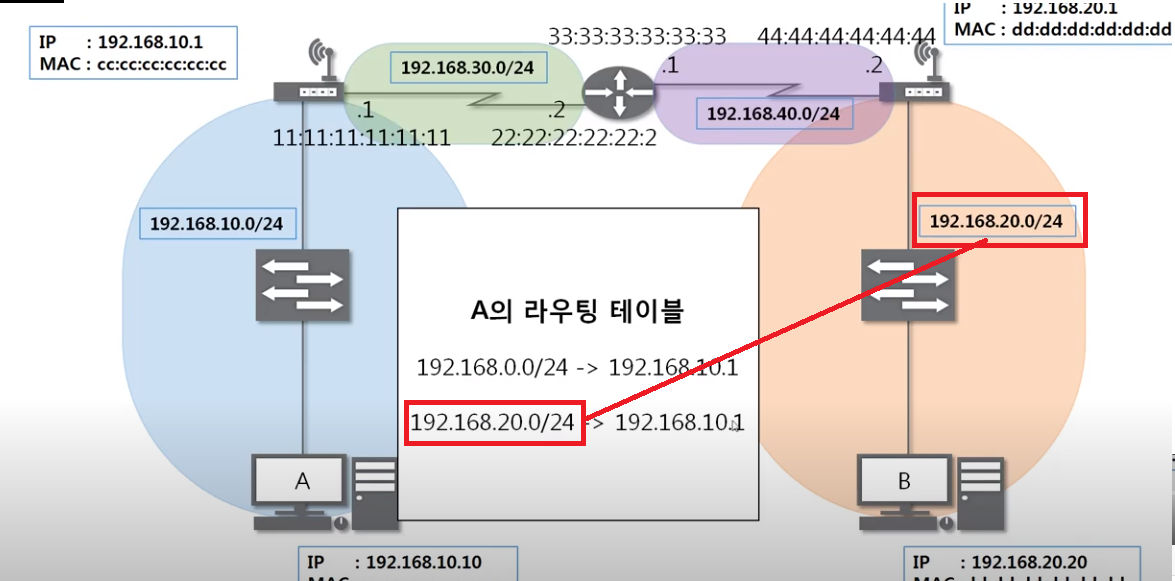 IP : 192.168.10.1
MAC : cc:cc:cc:cc:cc:cc
IP : 192.168.20.1
MAC : dd:dd:dd:dd:dd:dd
33:33:33:33:33:33
44:44:44:44:44:44
192.168.30.0/24
.1
.2
.1
.2
192.168.40.0/24
11:11:11:11:11:11
22:22:22:22:22:2
192.168.10.0/24
192.168.20.0/24
A의 라우팅 테이블
192.168.0.0/24 -> 192.168.10.1
192.168.20.0/24 -> 192.168.10.1
A
B
IP : 192.168.10.10
IP : 192.168.20.20